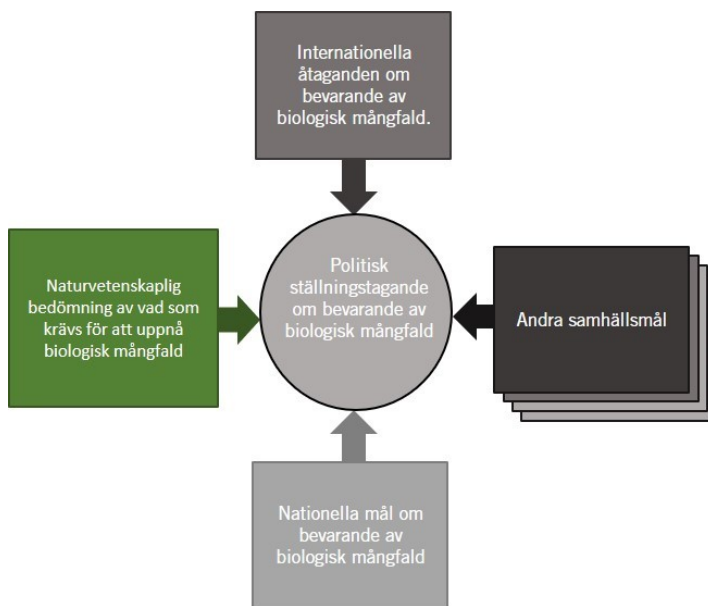 Internationella
åtaganden om
bevarande av
biologisk mångfald.
Naturvetenskaplig
bedömning av vad som
krävs för att uppnå
biologisk mångfald
Politisk
ställningstagande
om bevarande av
biologisk mångfald
Andra samhällsmål
Nationella mål om
bevarande av
biologisk mångfald